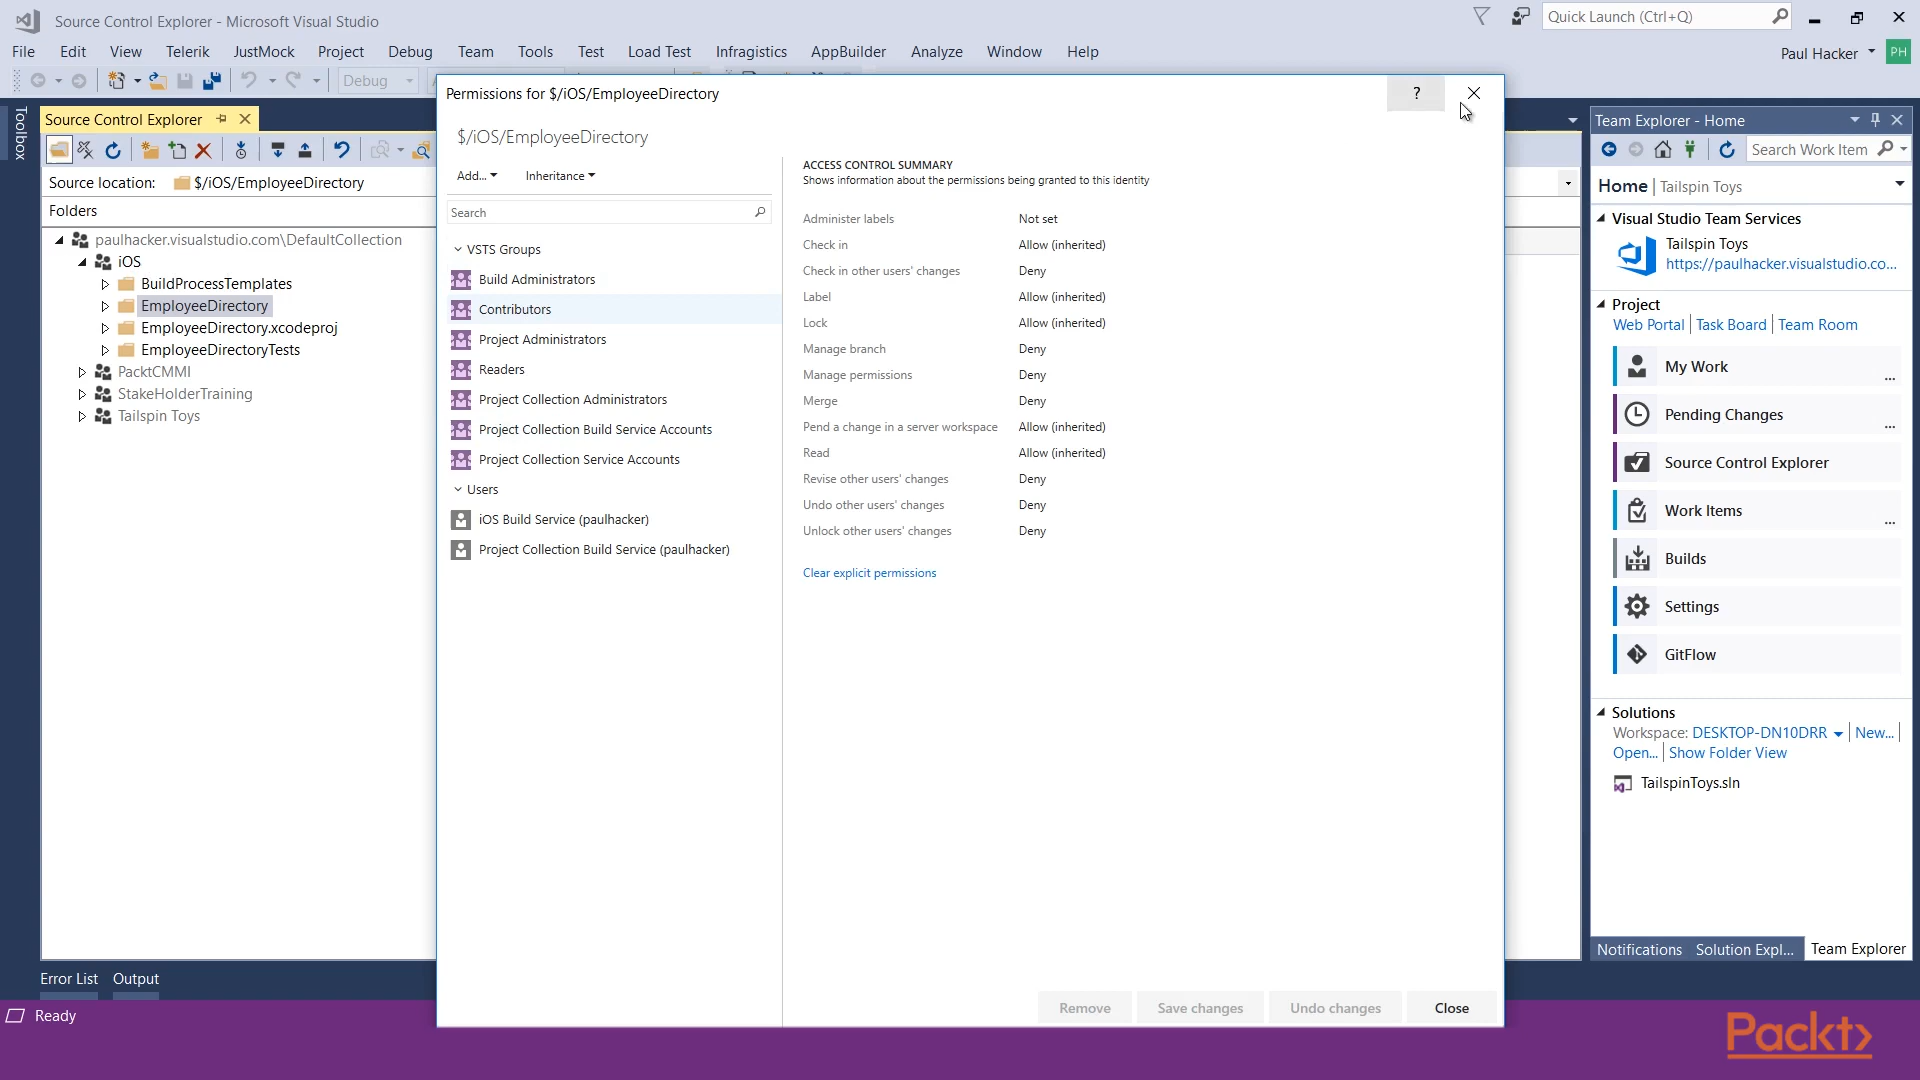 Source Control Explorer - Microsoft Visual Studio
Quick Launch (Ctrl+Q)
File Edit View Telerik JustMock Project Debug Team Tools Test Load Test Infragistics AppBuilder Analyze Window Help
Paul Hacker PH
Debug
Toolbox
Source Control Explorer
Source location: $/iOS/EmployeeDirectory
Folders
paulhacker.visualstudio.com\DefaultCollection
iOS
BuildProcessTemplates
EmployeeDirectory
EmployeeDirectory.xcodeproj
EmployeeDirectoryTests
PacktCMMI
StakeHolderTraining
Tailspin Toys
Permissions for $/iOS/EmployeeDirectory
?
$/iOS/EmployeeDirectory
Add... Inheritance
Search
VSTS Groups
Build Administrators
Contributors
Project Administrators
Readers
Project Collection Administrators
Project Collection Build Service Accounts
Project Collection Service Accounts
Users
iOS Build Service (paulhacker)
Project Collection Build Service (paulhacker)
ACCESS CONTROL SUMMARY
Shows information about the permissions being granted to this identity
Administer labels Not set
Check in Allow (inherited)
Check in other users' changes Deny
Label Allow (inherited)
Lock Allow (inherited)
Manage branch Deny
Manage permissions Deny
Merge Deny
Pend a change in a server workspace Allow (inherited)
Read Allow (inherited)
Revise other users' changes Deny
Undo other users' changes Deny
Unlock other users' changes Deny
Clear explicit permissions
Remove Save changes Undo changes Close
Team Explorer - Home
Search Work Item
Home | Tailspin Toys
Visual Studio Team Services
Tailspin Toys
https://paulhacker.visualstudio.co...
Project
Web Portal | Task Board | Team Room
My Work ...
Pending Changes ...
Source Control Explorer
Work Items ...
Builds
Settings
GitFlow
Solutions
Workspace: DESKTOP-DN10DRR | New... |
Open... | Show Folder View
TailspinToys.sln
Notifications Solution Expl... Team Explorer
Error List Output
Ready
Packt>